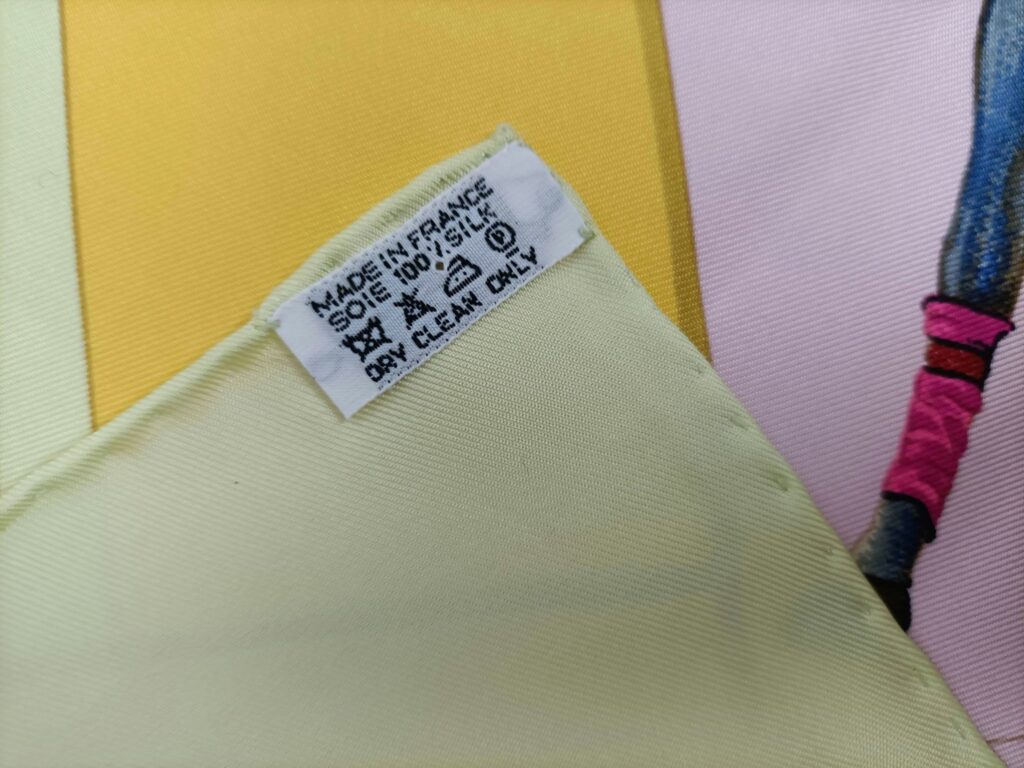 MADE IN FRANCE
SOIE 100% SILK
P
DRY CLEAN ONLY